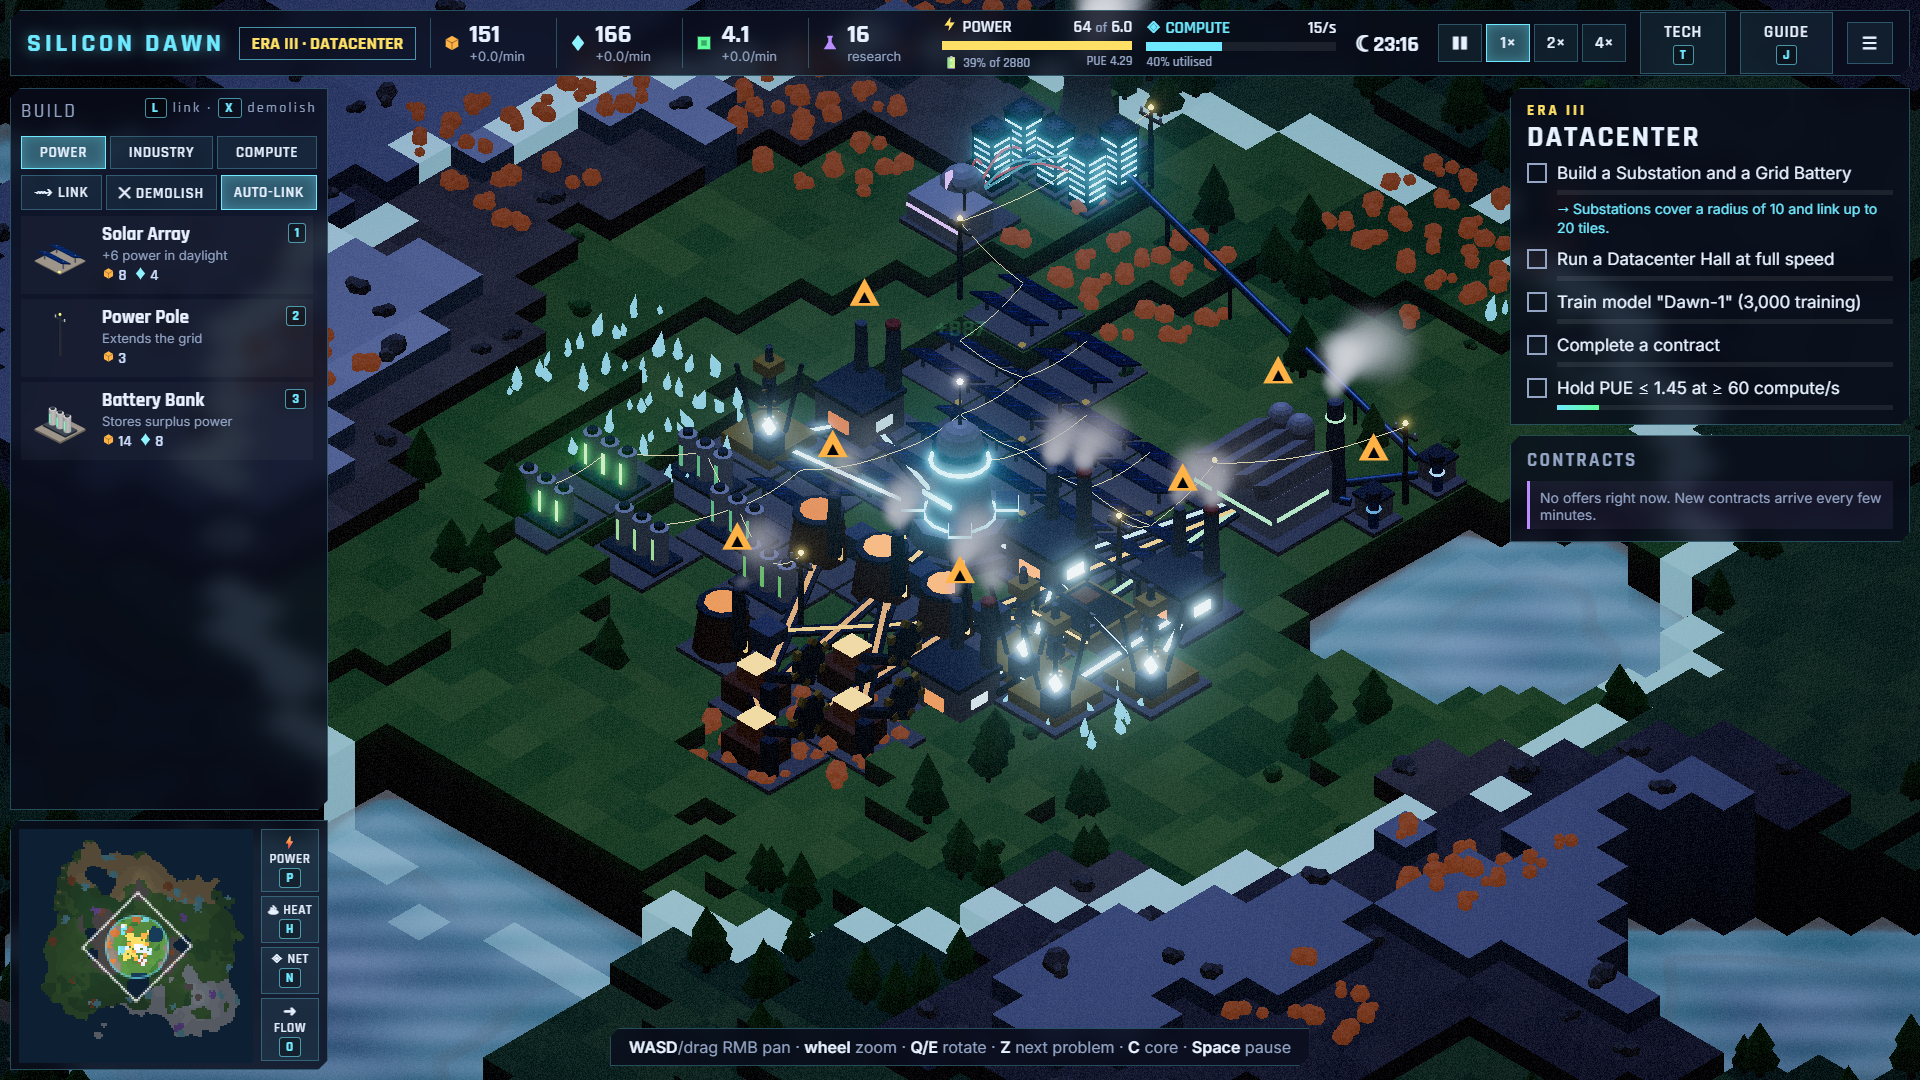 SILICON DAWN
ERA III · DATACENTER
151
+0.0/min
166
+0.0/min
4.1
+0.0/min
16
research
POWER
64 of 6.0
39% of 2880
PUE 4.29
COMPUTE
15/s
40% utilised
23:16
1×
2×
4×
TECH
T
GUIDE
J
BUILD
L link · X demolish
POWER
INDUSTRY
COMPUTE
LINK
DEMOLISH
AUTO-LINK
Solar Array
1
+6 power in daylight
8
4
Power Pole
2
Extends the grid
3
Battery Bank
3
Stores surplus power
14
8
ERA III
DATACENTER
Build a Substation and a Grid Battery
→ Substations cover a radius of 10 and link up to
20 tiles.
Run a Datacenter Hall at full speed
Train model "Dawn-1" (3,000 training)
Complete a contract
Hold PUE ≤ 1.45 at ≥ 60 compute/s
CONTRACTS
No offers right now. New contracts arrive every few
minutes.
POWER
P
HEAT
H
NET
N
FLOW
O
WASD/drag RMB pan · wheel zoom · Q/E rotate · Z next problem · C core · Space pause